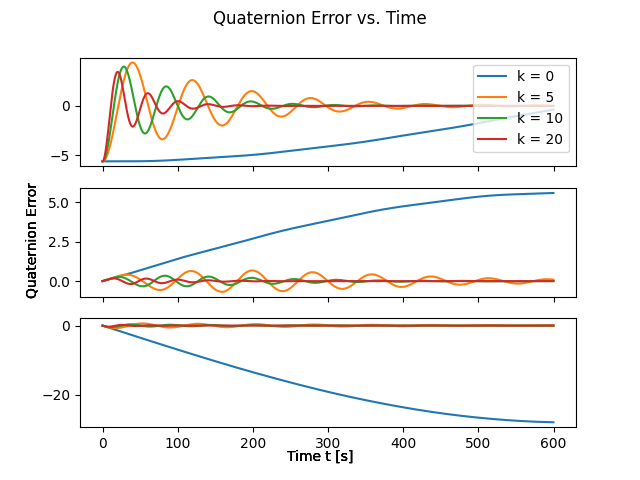 Quaternion Error vs. Time
0
−5
k = 0
k = 5
k = 10
k = 20
Quaternion Error
5.0
2.5
0.0
0
−20
0 100 200 300 400 500 600
Time t [s]